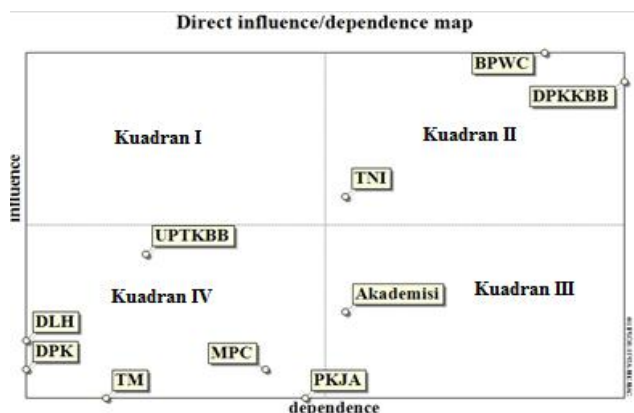 Direct influence/dependence map
BPWC
DPKKBB
Kuadran I
Kuadran II
TNI
influence
UPTKBB
Kuadran IV
Akademisi
Kuadran III
DLH
DPK
MPC
TM
PKJA
dependence